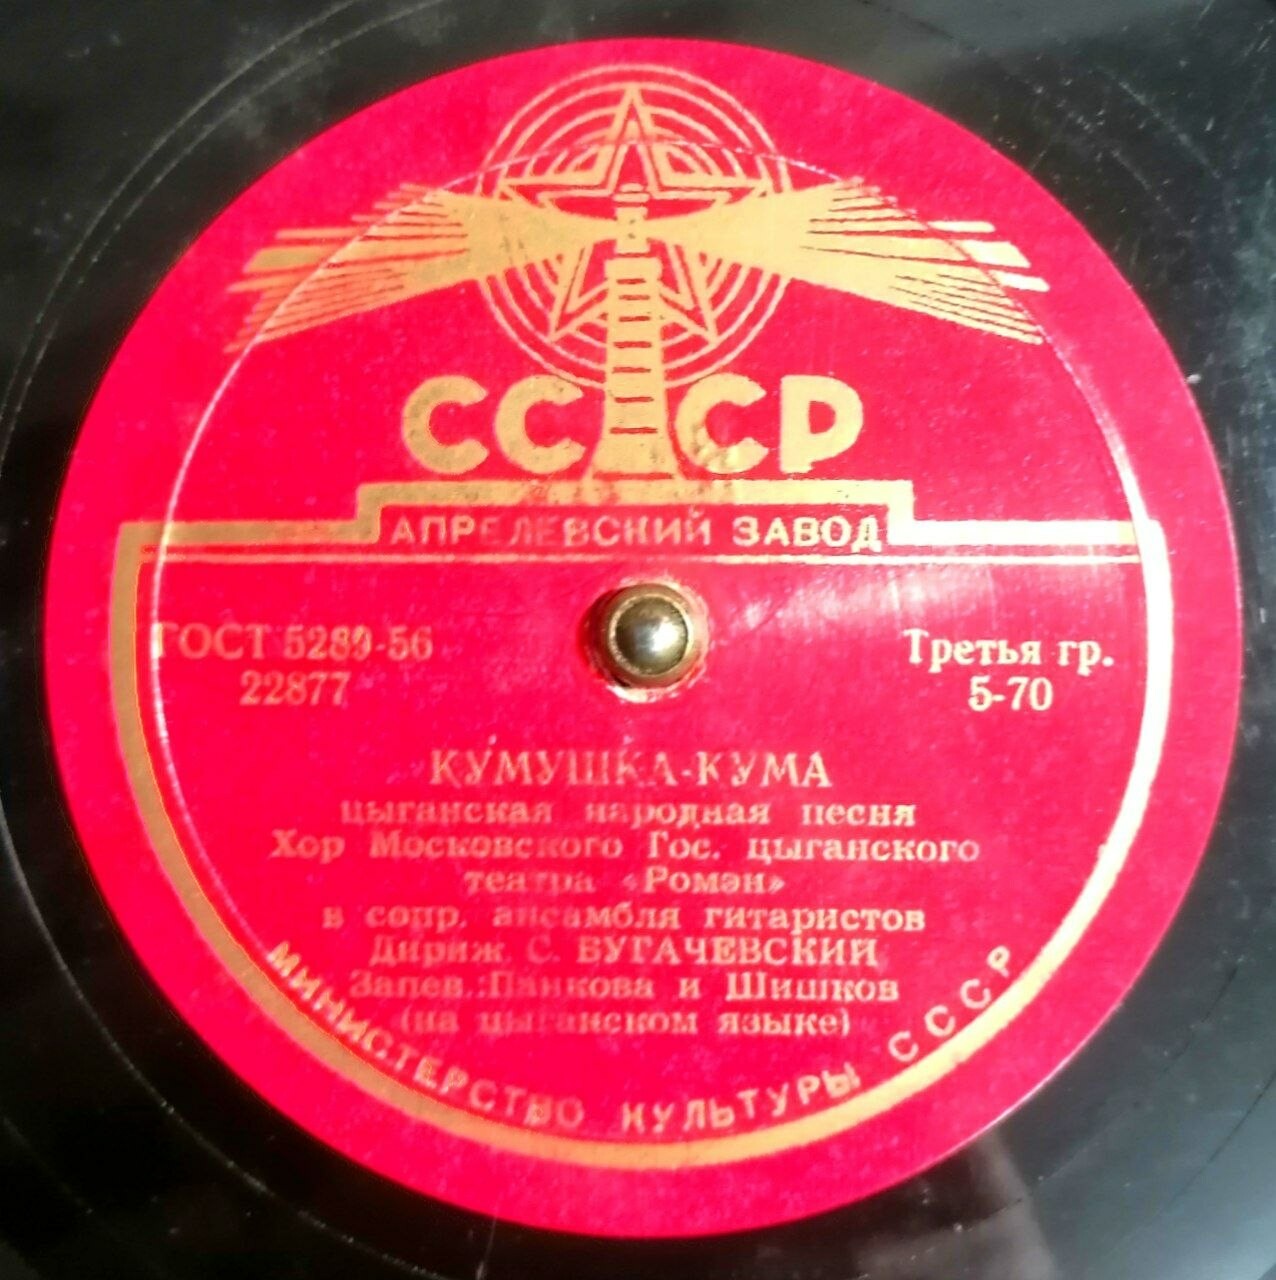 СССР
АПРЕЛЕВСКИЙ ЗАВОД
ГОСТ 5289-56
22877
Третья гр.
5-70
КУМУШКА-КУМА
цыганская народная песня
Хор Московского Гос. цыганского
театра «Ромэн»
в сопр. ансамбля гитаристов
Дириж. С. БУГАЧЕВСКИЙ
Запев.: Панкова и Шишков
(на цыганском языке)
МИНИСТЕРСТВО КУЛЬТУРЫ СССР